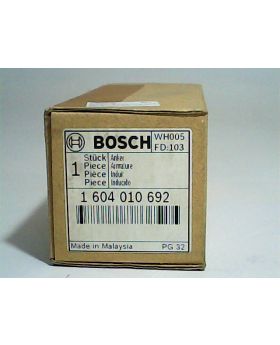 BOSCH
WH005
FD:103
1
Stück Anker
Piece Armature
Pièce Induit
Piece Inducido
1 604 010 692
Made in Malaysia
PG 32